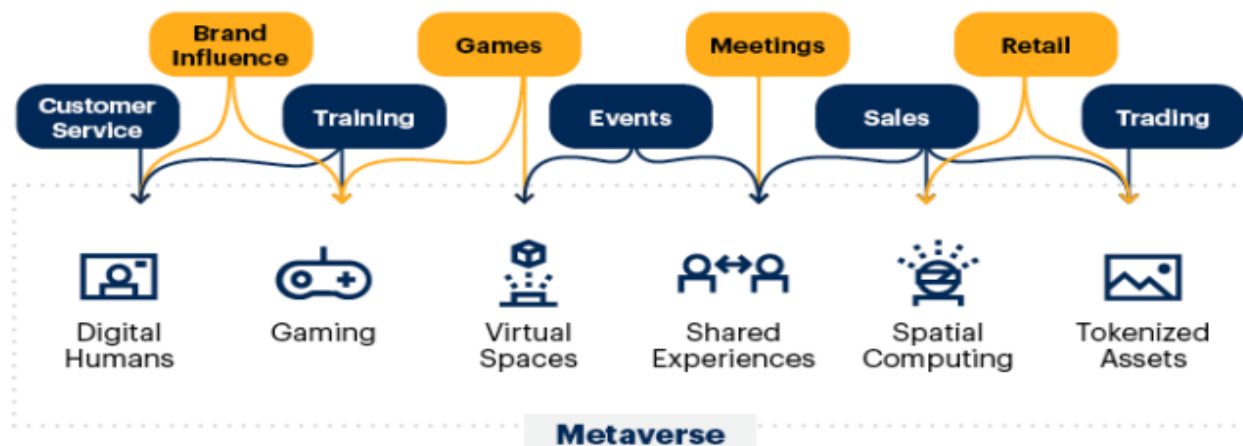 Brand
Influence
Games
Meetings
Retail
Customer
Service
Training
Events
Sales
Trading
Digital
Humans
Gaming
Virtual
Spaces
Shared
Experiences
Spatial
Computing
Tokenized
Assets
Metaverse